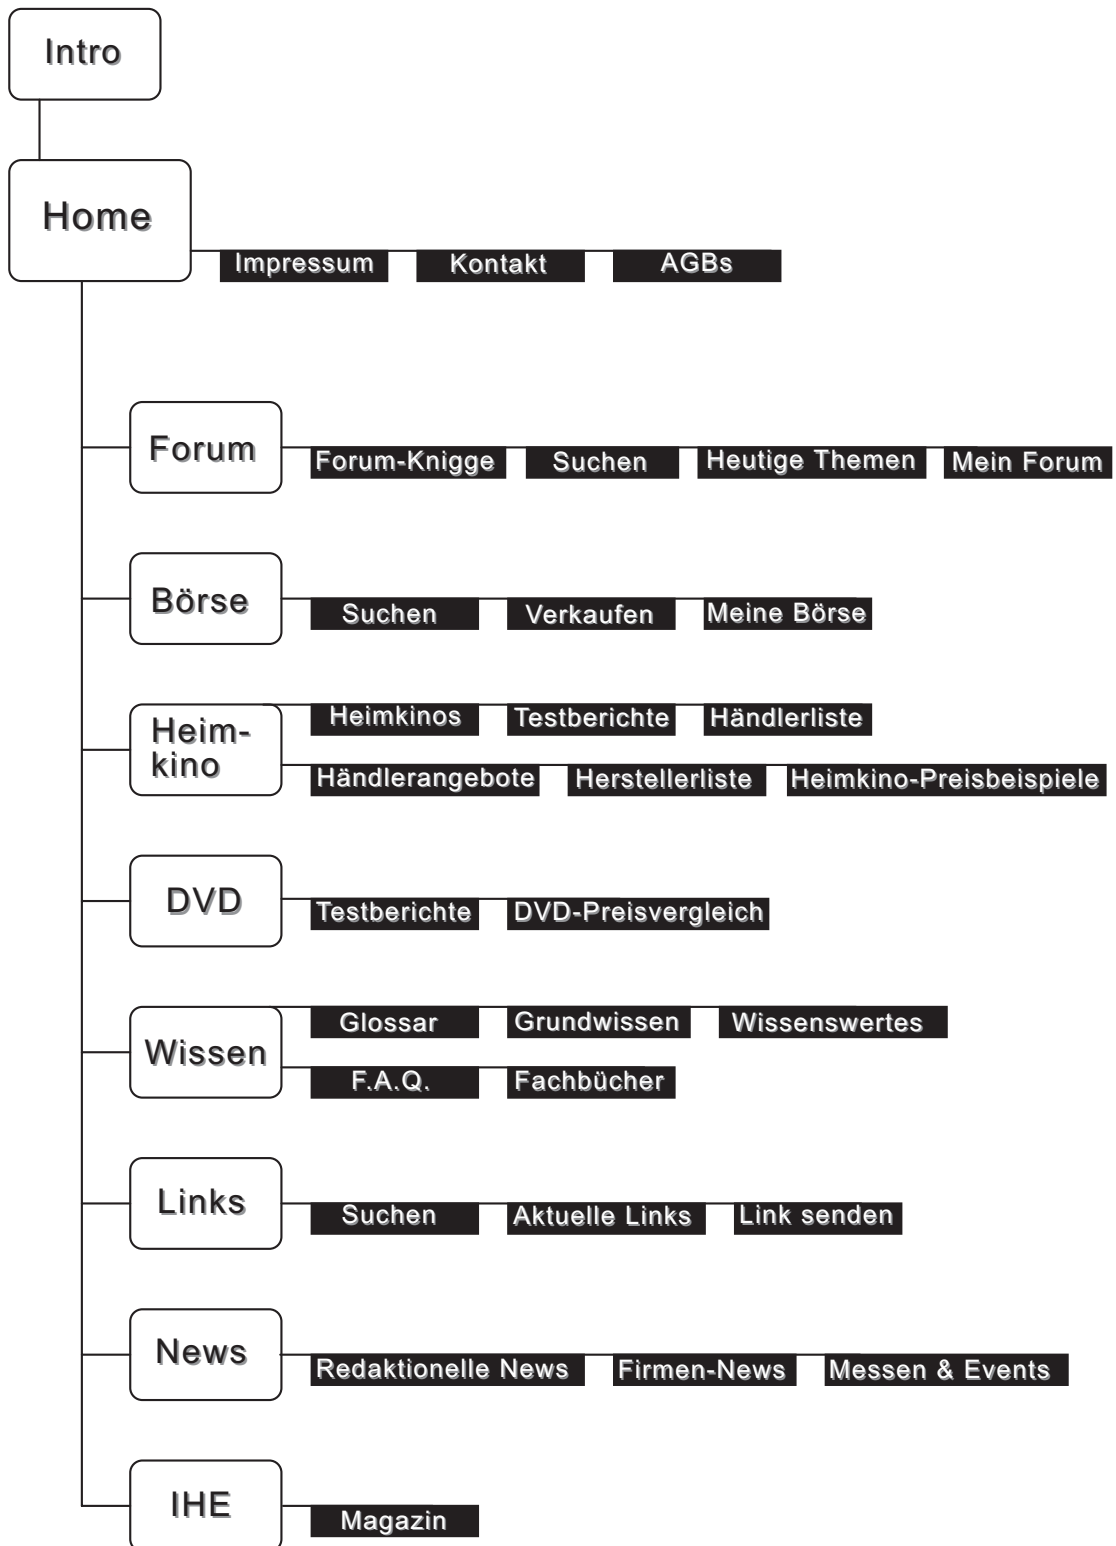 Intro
Home
Impressum Kontakt AGBs
Forum
Forum-Knigge Suchen Heutige Themen Mein Forum
Börse
Suchen Verkaufen Meine Börse
Heim-
kino
Heimkinos Testberichte Händlerliste
Händlerangebote Herstellerliste Heimkino-Preisbeispiele
DVD
Testberichte DVD-Preisvergleich
Wissen
Glossar Grundwissen Wissenswertes
F.A.Q. Fachbücher
Links
Suchen Aktuelle Links Link senden
News
Redaktionelle News Firmen-News Messen & Events
IHE
Magazin